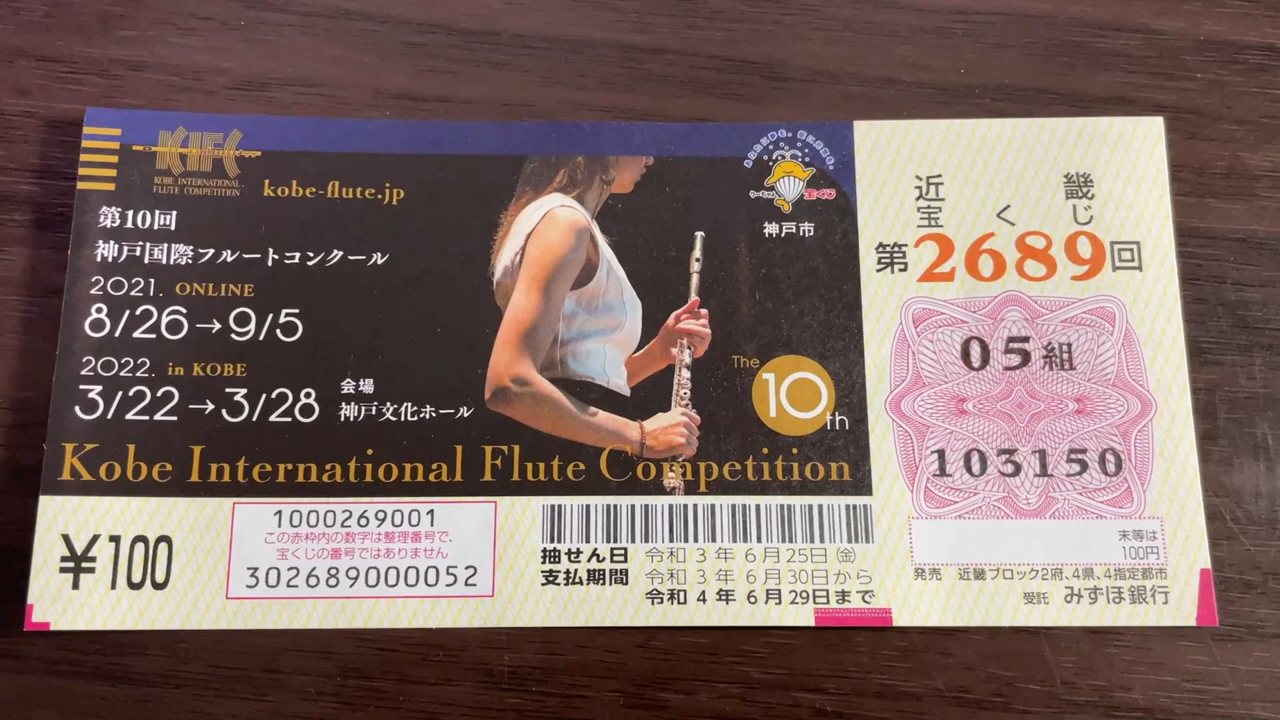 KIFC
KOBE INTERNATIONAL
FLUTE COMPETITION
kobe-flute.jp
第10回
神戸国際フルートコンクール
2021. ONLINE
8/26→9/5
2022. in KOBE
3/22→3/28
会場
神戸文化ホール
The
10th
Kobe International Flute Competition
クーちゃん
宝くじ
神戸市
¥100
1000269001
この赤枠内の数字は整理番号で、
宝くじの番号ではありません
302689000052
抽せん日 令和3年6月25日(金)
支払期間 令和3年6月30日から
令和4年6月29日まで
近畿
宝くじ
第2689回
05組
103150
末等は
100円
発売 近畿ブロック2府、4県、4指定都市
受託 みずほ銀行